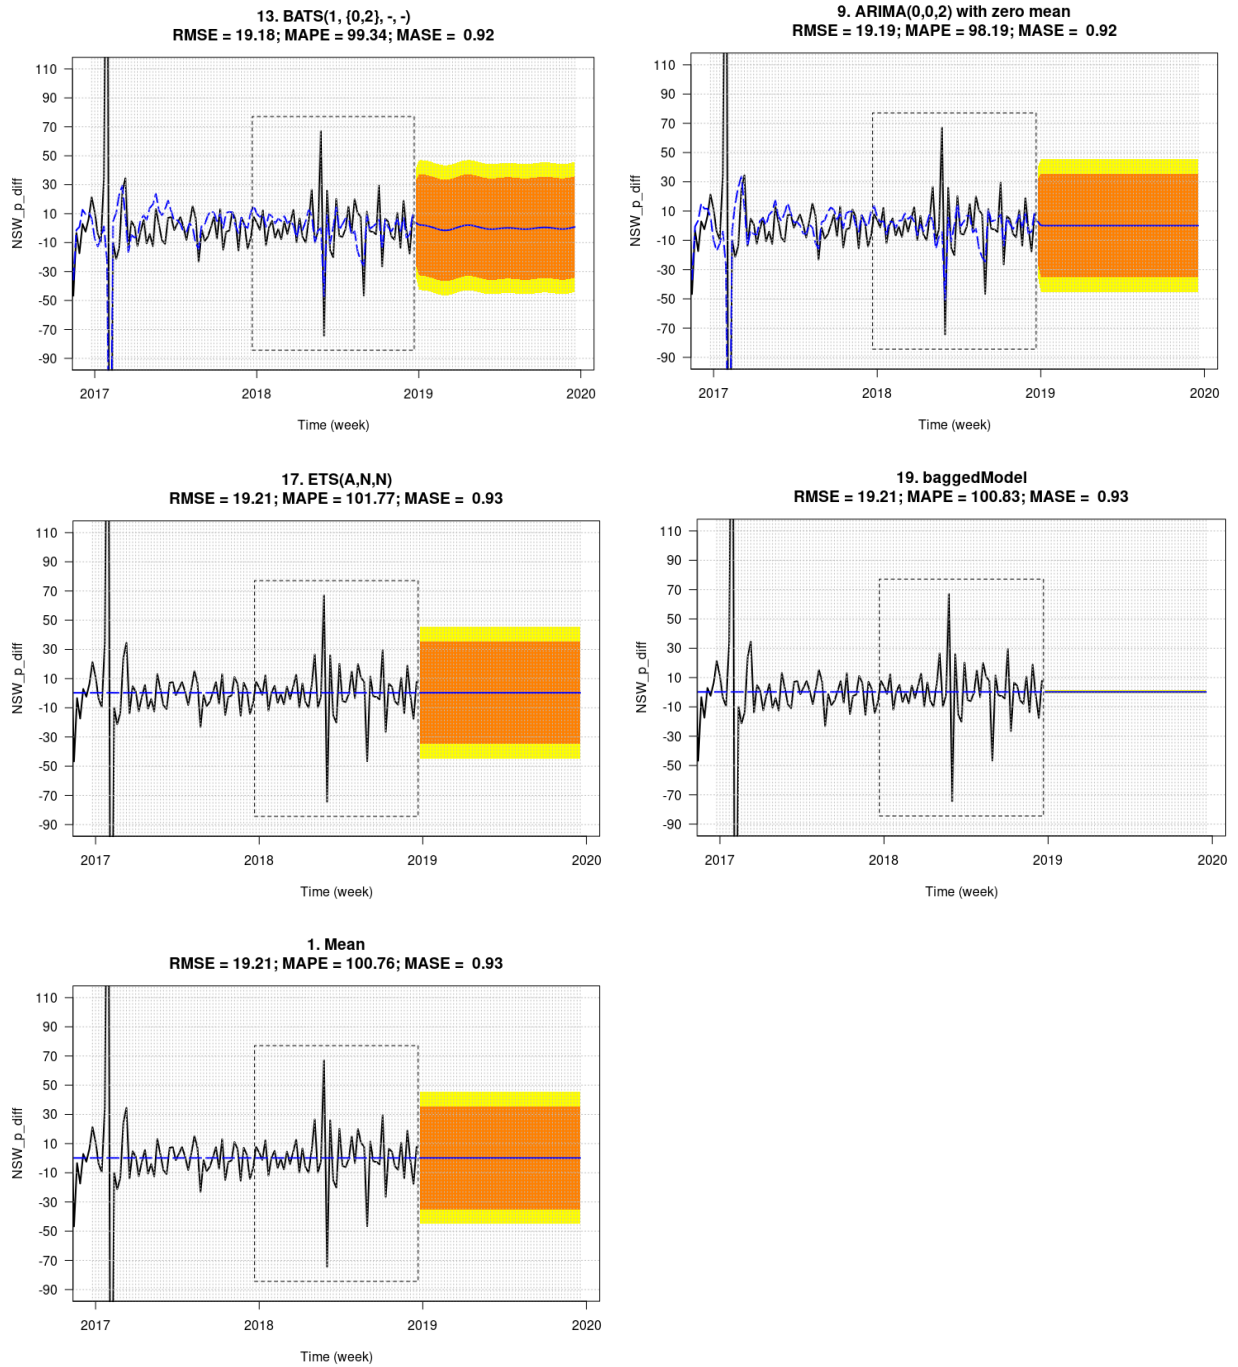 13. BATS(1, {0,2}, -, -)
RMSE = 19.18; MAPE = 99.34; MASE = 0.92
110
90
70
50
30
10
-10
-30
-50
-70
-90
NSW_p_diff
2017 2018 2019 2020
Time (week)
9. ARIMA(0,0,2) with zero mean
RMSE = 19.19; MAPE = 98.19; MASE = 0.92
110
90
70
50
30
10
-10
-30
-50
-70
-90
NSW_p_diff
2017 2018 2019 2020
Time (week)
17. ETS(A,N,N)
RMSE = 19.21; MAPE = 101.77; MASE = 0.93
110
90
70
50
30
10
-10
-30
-50
-70
-90
NSW_p_diff
2017 2018 2019 2020
Time (week)
19. baggedModel
RMSE = 19.21; MAPE = 100.83; MASE = 0.93
110
90
70
50
30
10
-10
-30
-50
-70
-90
NSW_p_diff
2017 2018 2019 2020
Time (week)
1. Mean
RMSE = 19.21; MAPE = 100.76; MASE = 0.93
110
90
70
50
30
10
-10
-30
-50
-70
-90
NSW_p_diff
2017 2018 2019 2020
Time (week)